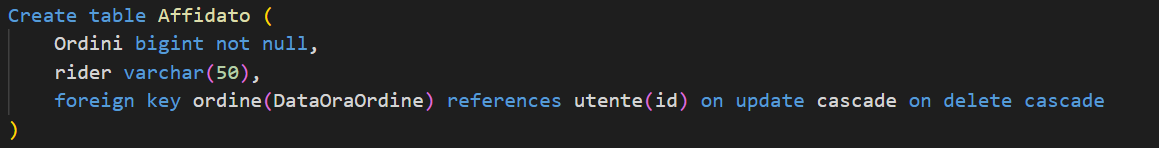 Create table Affidato (
    Ordini bigint not null,
    rider varchar(50),
    foreign key ordine(DataOraOrdine) references utente(id) on update cascade on delete cascade
)